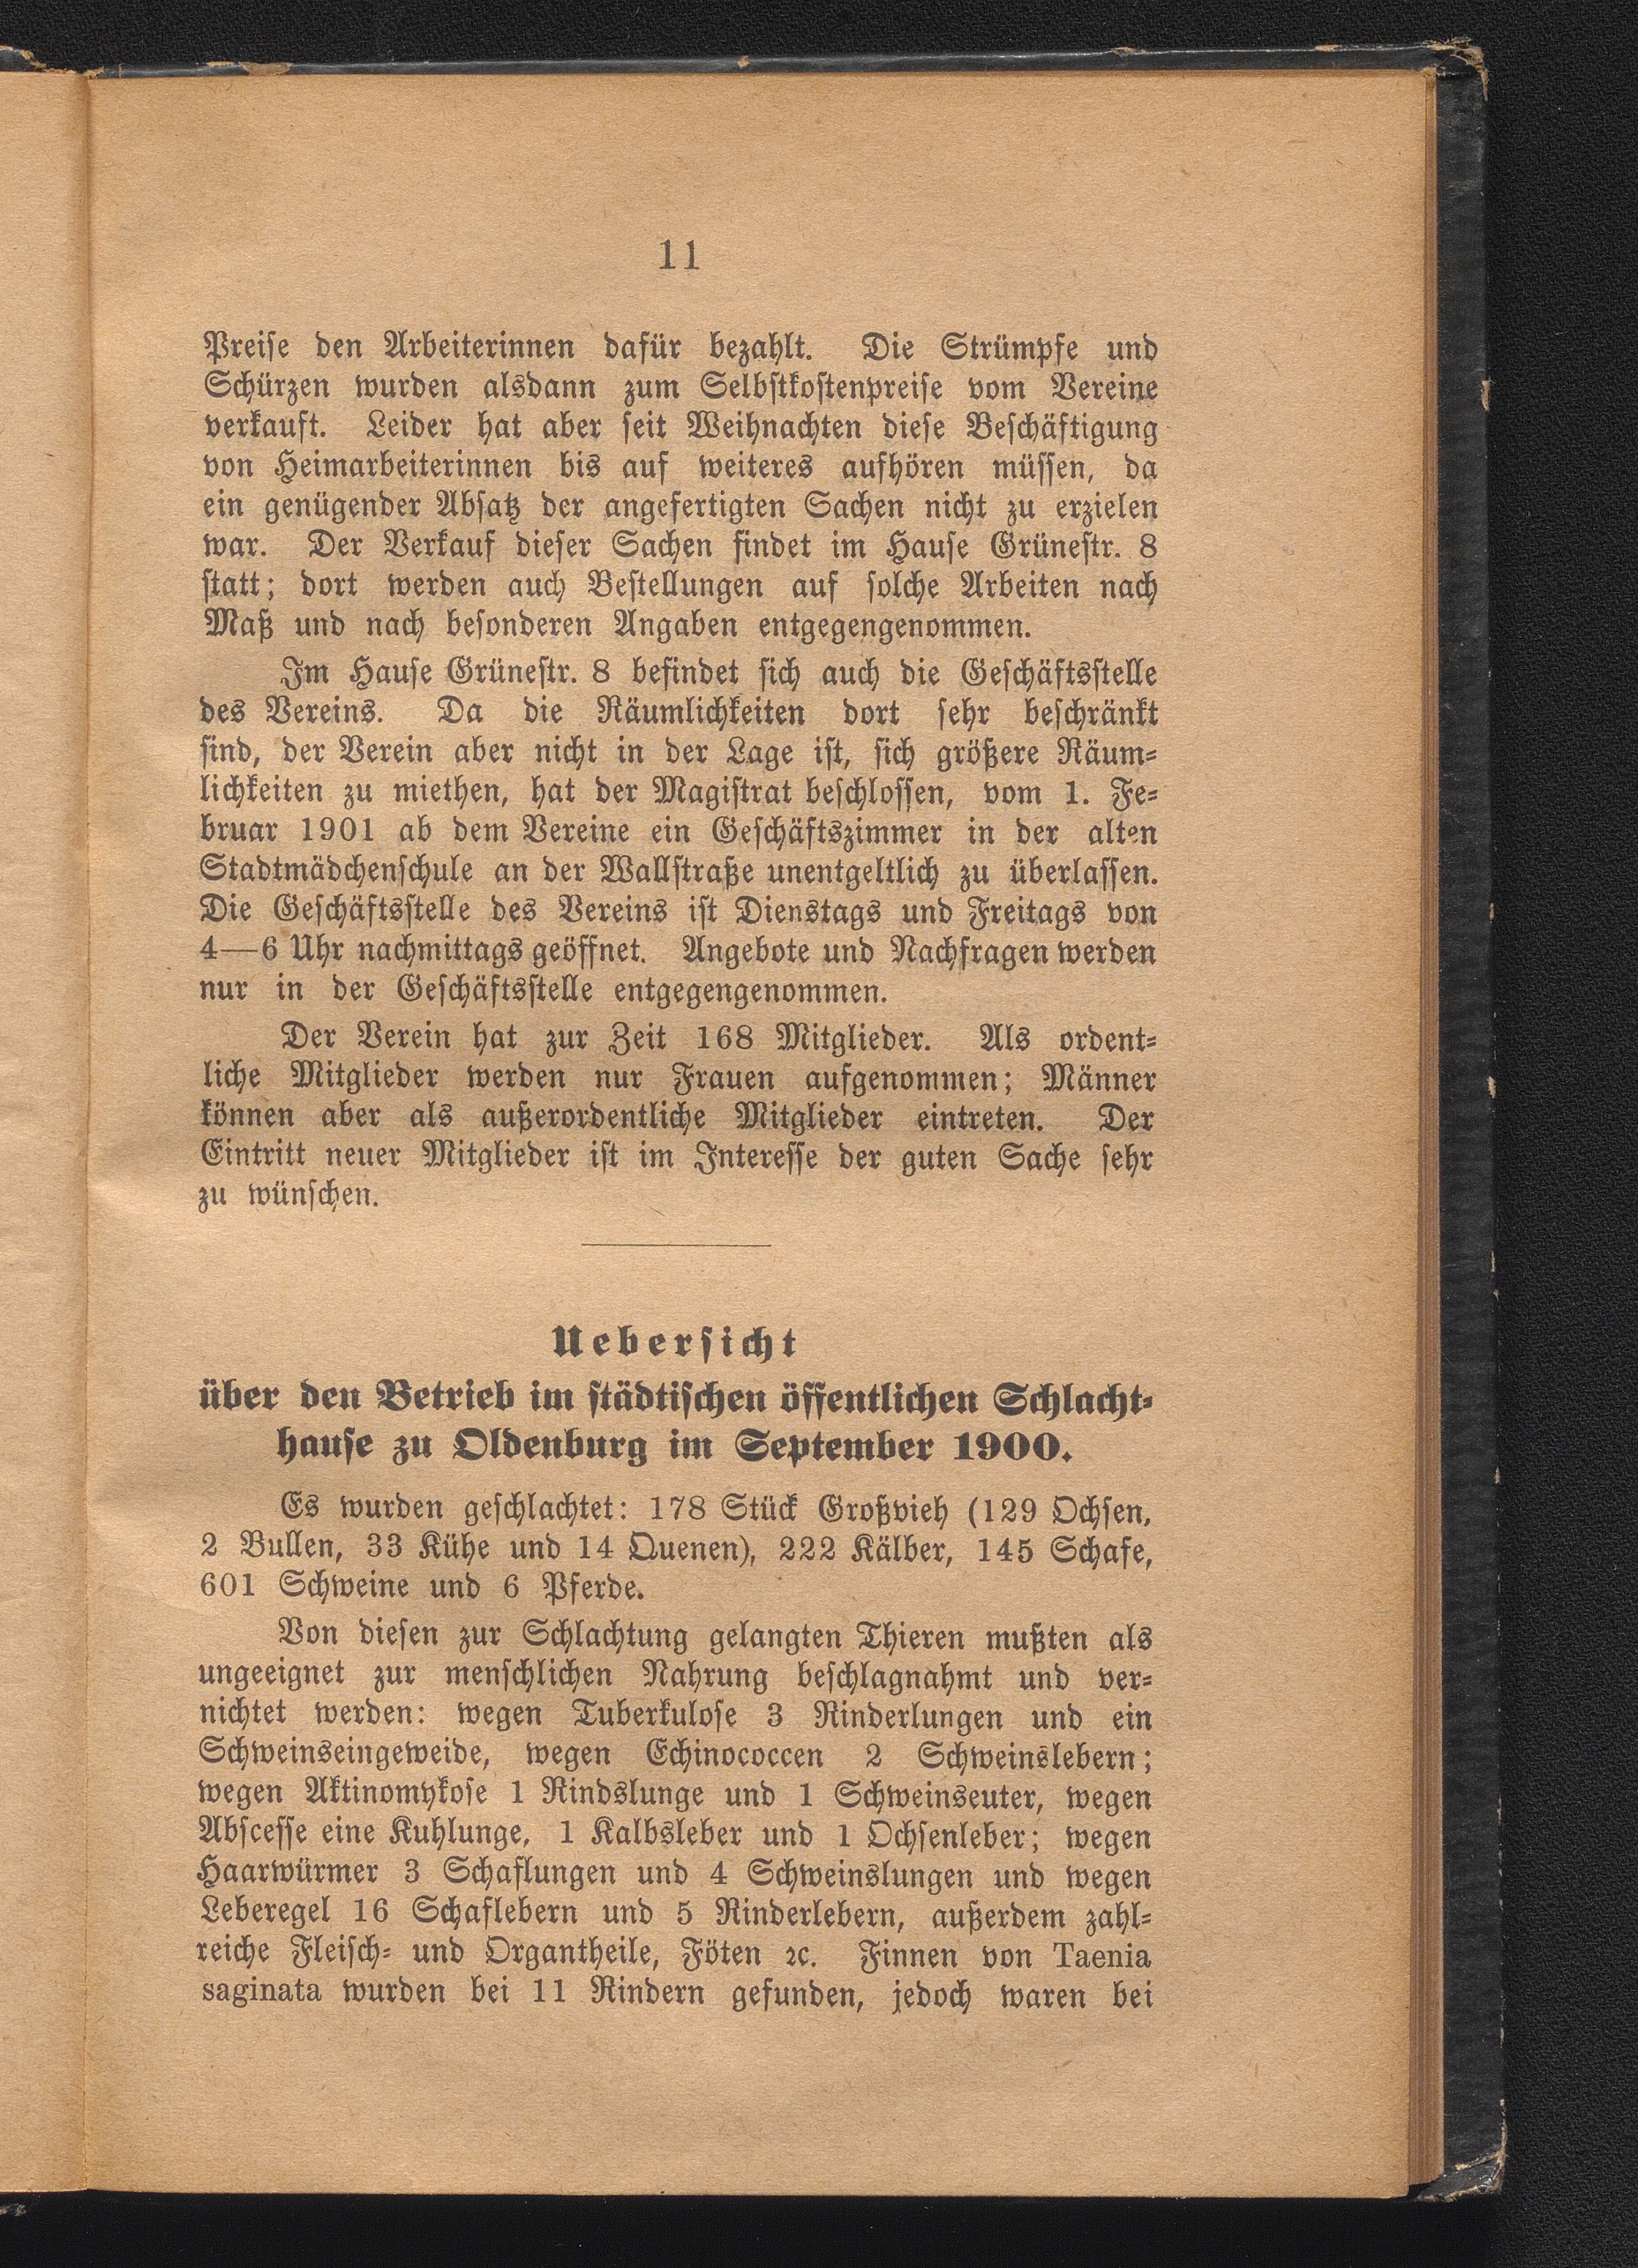 11
Preise den Arbeiterinnen dafür bezahlt. Die Strümpfe und
Schürzen wurden alsdann zum Selbstkostenpreise vom Vereine
verkauft. Leider hat aber seit Weihnachten diese Beschäftigung
von Heimarbeiterinnen bis auf weiteres aufhören müssen, da
ein genügender Absatz der angefertigten Sachen nicht zu erzielen
war. Der Verkauf dieser Sachen findet im Hause Grünestr. 8
statt; dort werden auch Bestellungen auf solche Arbeiten nach
Maß und nach besonderen Angaben entgegengenommen.
Im Hause Grünestr. 8 befindet sich auch die Geschäftsstelle
des Vereins. Da die Räumlichkeiten dort sehr beschränkt
sind, der Verein aber nicht in der Lage ist, sich größere Räum-
lichkeiten zu miethen, hat der Magistrat beschlossen, vom 1. Fe-
bruar 1901 ab dem Vereine ein Geschäftszimmer in der alten
Stadtmädchenschule an der Wallstraße unentgeltlich zu überlassen.
Die Geschäftsstelle des Vereins ist Dienstags und Freitags von
4—6 Uhr nachmittags geöffnet. Angebote und Nachfragen werden
nur in der Geschäftsstelle entgegengenommen.
Der Verein hat zur Zeit 168 Mitglieder. Als ordent-
liche Mitglieder werden nur Frauen aufgenommen; Männer
können aber als außerordentliche Mitglieder eintreten. Der
Eintritt neuer Mitglieder ist im Interesse der guten Sache sehr
zu wünschen.
Uebersicht
über den Betrieb im städtischen öffentlichen Schlacht-
hause zu Oldenburg im September 1900.
Es wurden geschlachtet: 178 Stück Großvieh (129 Ochsen,
2 Bullen, 33 Kühe und 14 Quenen), 222 Kälber, 145 Schafe,
601 Schweine und 6 Pferde.
Von diesen zur Schlachtung gelangten Thieren mußten als
ungeeignet zur menschlichen Nahrung beschlagnahmt und ver-
nichtet werden: wegen Tuberkulose 3 Rinderlungen und ein
Schweinseingeweide, wegen Echinococcen 2 Schweinslebern;
wegen Aktinomykose 1 Rindslunge und 1 Schweinseuter, wegen
Abscesse eine Kuhlunge, 1 Kalbsleber und 1 Ochsenleber; wegen
Haarwürmer 3 Schaflungen und 4 Schweinslungen und wegen
Leberegel 16 Schaflebern und 5 Rinderlebern, außerdem zahl-
reiche Fleisch- und Organtheile, Föten ꝛc. Finnen von Taenia
saginata wurden bei 11 Rindern gefunden, jedoch waren bei